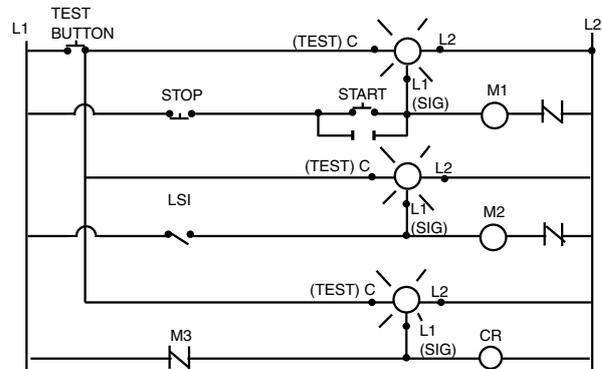 TEST
BUTTON
L1
L2
(TEST) C
L2
L1
(SIG)
STOP
START
M1
(TEST) C
L2
L1
(SIG)
LSI
M2
(TEST) C
L2
L1
(SIG)
M3
CR